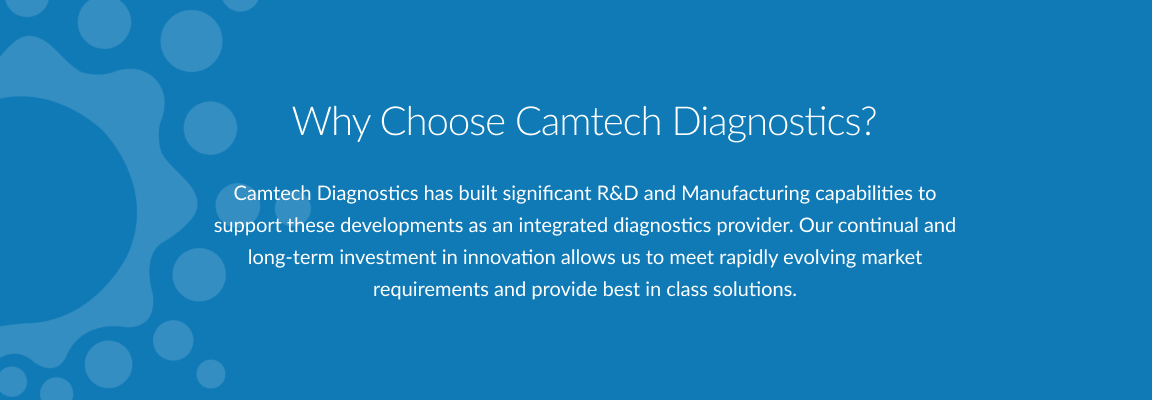 Why Choose Camtech Diagnostics?
Camtech Diagnostics has built significant R&D and Manufacturing capabilities to
support these developments as an integrated diagnostics provider. Our continual and
long-term investment in innovation allows us to meet rapidly evolving market
requirements and provide best in class solutions.